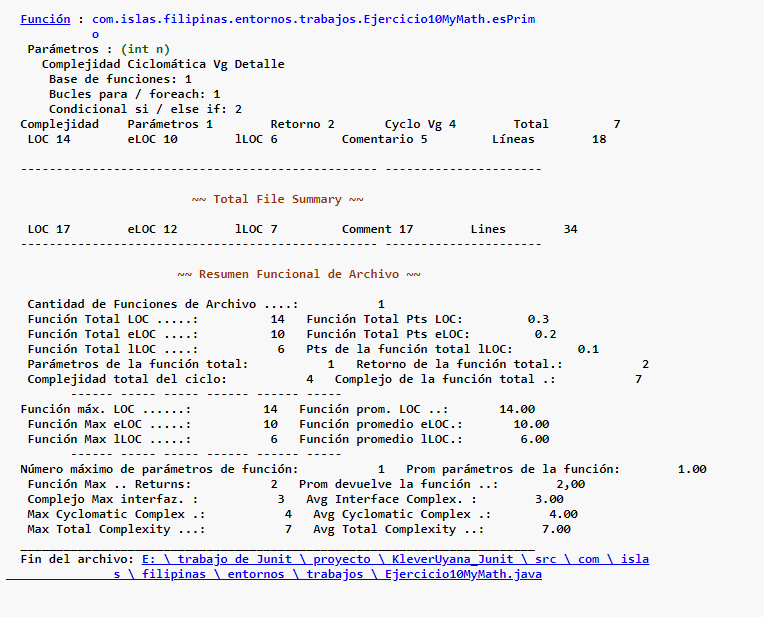 Función : com.islas.filipinas.entornos.trabajos.Ejercicio10MyMath.esPrim
o
Parámetros : (int n)
Complejidad Ciclomática Vg Detalle
Base de funciones: 1
Bucles para / foreach: 1
Condicional si / else if: 2
Complejidad Parámetros 1 Retorno 2 Cyclo Vg 4 Total 7
LOC 14 eLOC 10 lLOC 6 Comentario 5 Líneas 18
-------------------------------------------------- ----------------------
~~ Total File Summary ~~
LOC 17 eLOC 12 lLOC 7 Comment 17 Lines 34
-------------------------------------------------- ----------------------
~~ Resumen Funcional de Archivo ~~
Cantidad de Funciones de Archivo ....: 1
Función Total LOC .....: 14 Función Total Pts LOC: 0.3
Función Total eLOC ....: 10 Función Total Pts eLOC: 0.2
Función Total lLOC ....: 6 Pts de la función total lLOC: 0.1
Parámetros de la función total: 1 Retorno de la función total.: 2
Complejidad total del ciclo: 4 Complejo de la función total .: 7
------ ----- ----- ------ ------ -----
Función máx. LOC ......: 14 Función prom. LOC ..: 14.00
Función Max eLOC .....: 10 Función promedio eLOC.: 10.00
Función Max lLOC .....: 6 Función promedio lLOC.: 6.00
------ ----- ----- ------ ------ -----
Número máximo de parámetros de función: 1 Prom parámetros de la función: 1.00
Función Max .. Returns: 2 Prom devuelve la función ..: 2,00
Complejo Max interfaz. : 3 Avg Interface Complex. : 3.00
Max Cyclomatic Complex .: 4 Avg Cyclomatic Complex .: 4.00
Max Total Complexity ...: 7 Avg Total Complexity ..: 7.00
________________________________________________________________________
Fin del archivo: E: \ trabajo de Junit \ proyecto \ KleverUyana_Junit \ src \ com \ isla
s \ filipinas \ entornos \ trabajos \ Ejercicio10MyMath.java